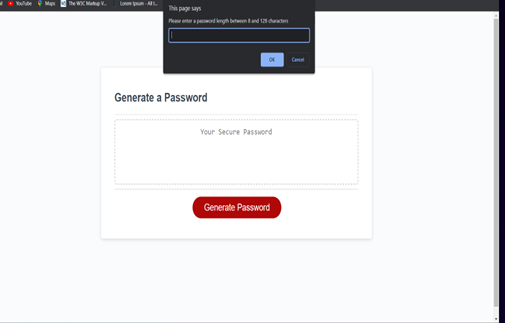 YouTube Maps The W3C Markup V... Lorem Ipsum - All t...
This page says
Please enter a password length between 8 and 128 characters
OK Cancel
Generate a Password
Your Secure Password
Generate Password